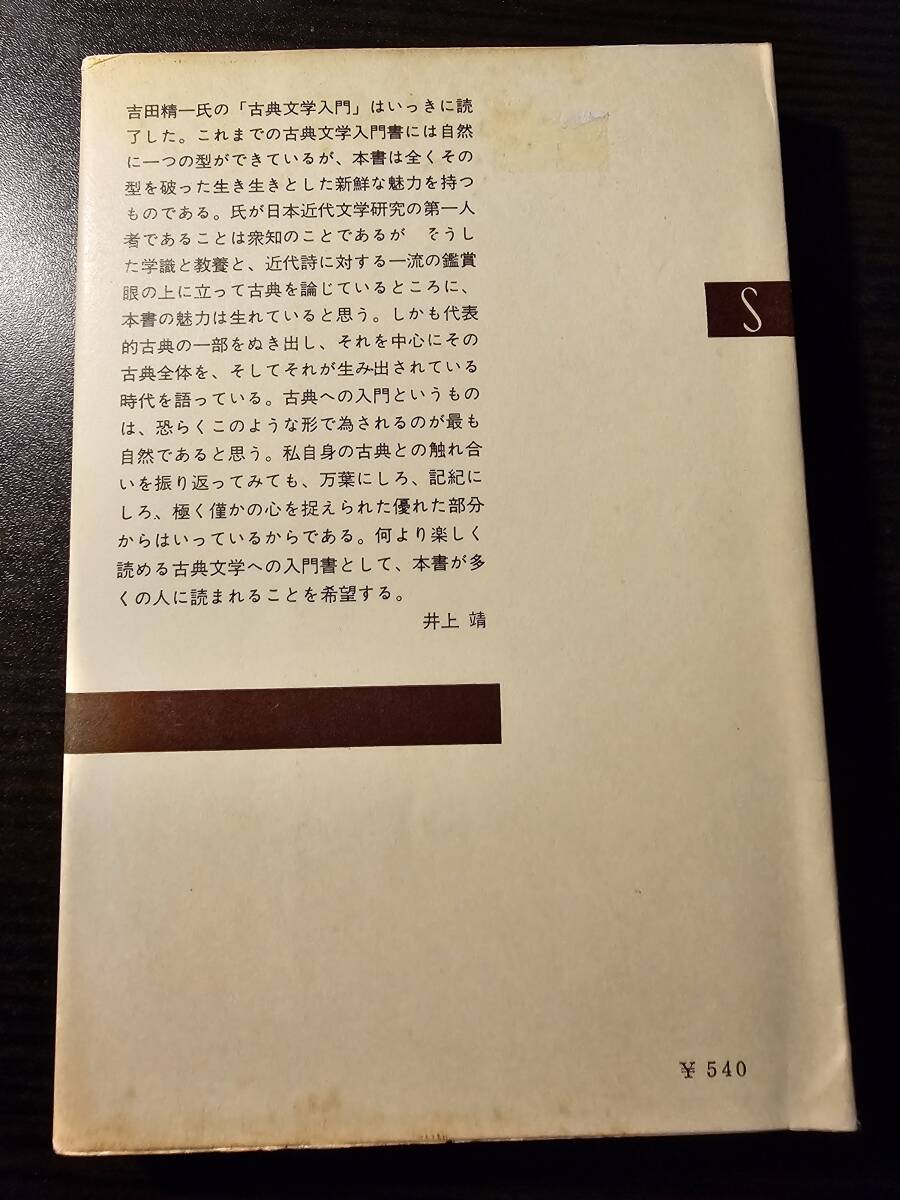 吉田精一氏の「古典文学入門」はいっきに読
了した。これまでの古典文学入門書には自然
に一つの型ができているが、本書は全くその
型を破った生き生きとした新鮮な魅力を持つ
ものである。氏が日本近代文学研究の第一人
者であることは衆知のことであるが　そうし
た学識と教養と、近代詩に対する一流の鑑賞
眼の上に立って古典を論じているところに、
本書の魅力は生れていると思う。しかも代表
的古典の一部をぬき出し、それを中心にその
古典全体を、そしてそれが生み出されている
時代を語っている。古典への入門というもの
は、恐らくこのような形で為されるのが最も
自然であると思う。私自身の古典との触れ合
いを振り返ってみても、万葉にしろ、記紀に
しろ、極く僅かの心を捉えられた優れた部分
からはいっているからである。何より楽しく
読める古典文学への入門書として、本書が多
くの人に読まれることを希望する。
井上 靖
S
¥ 540